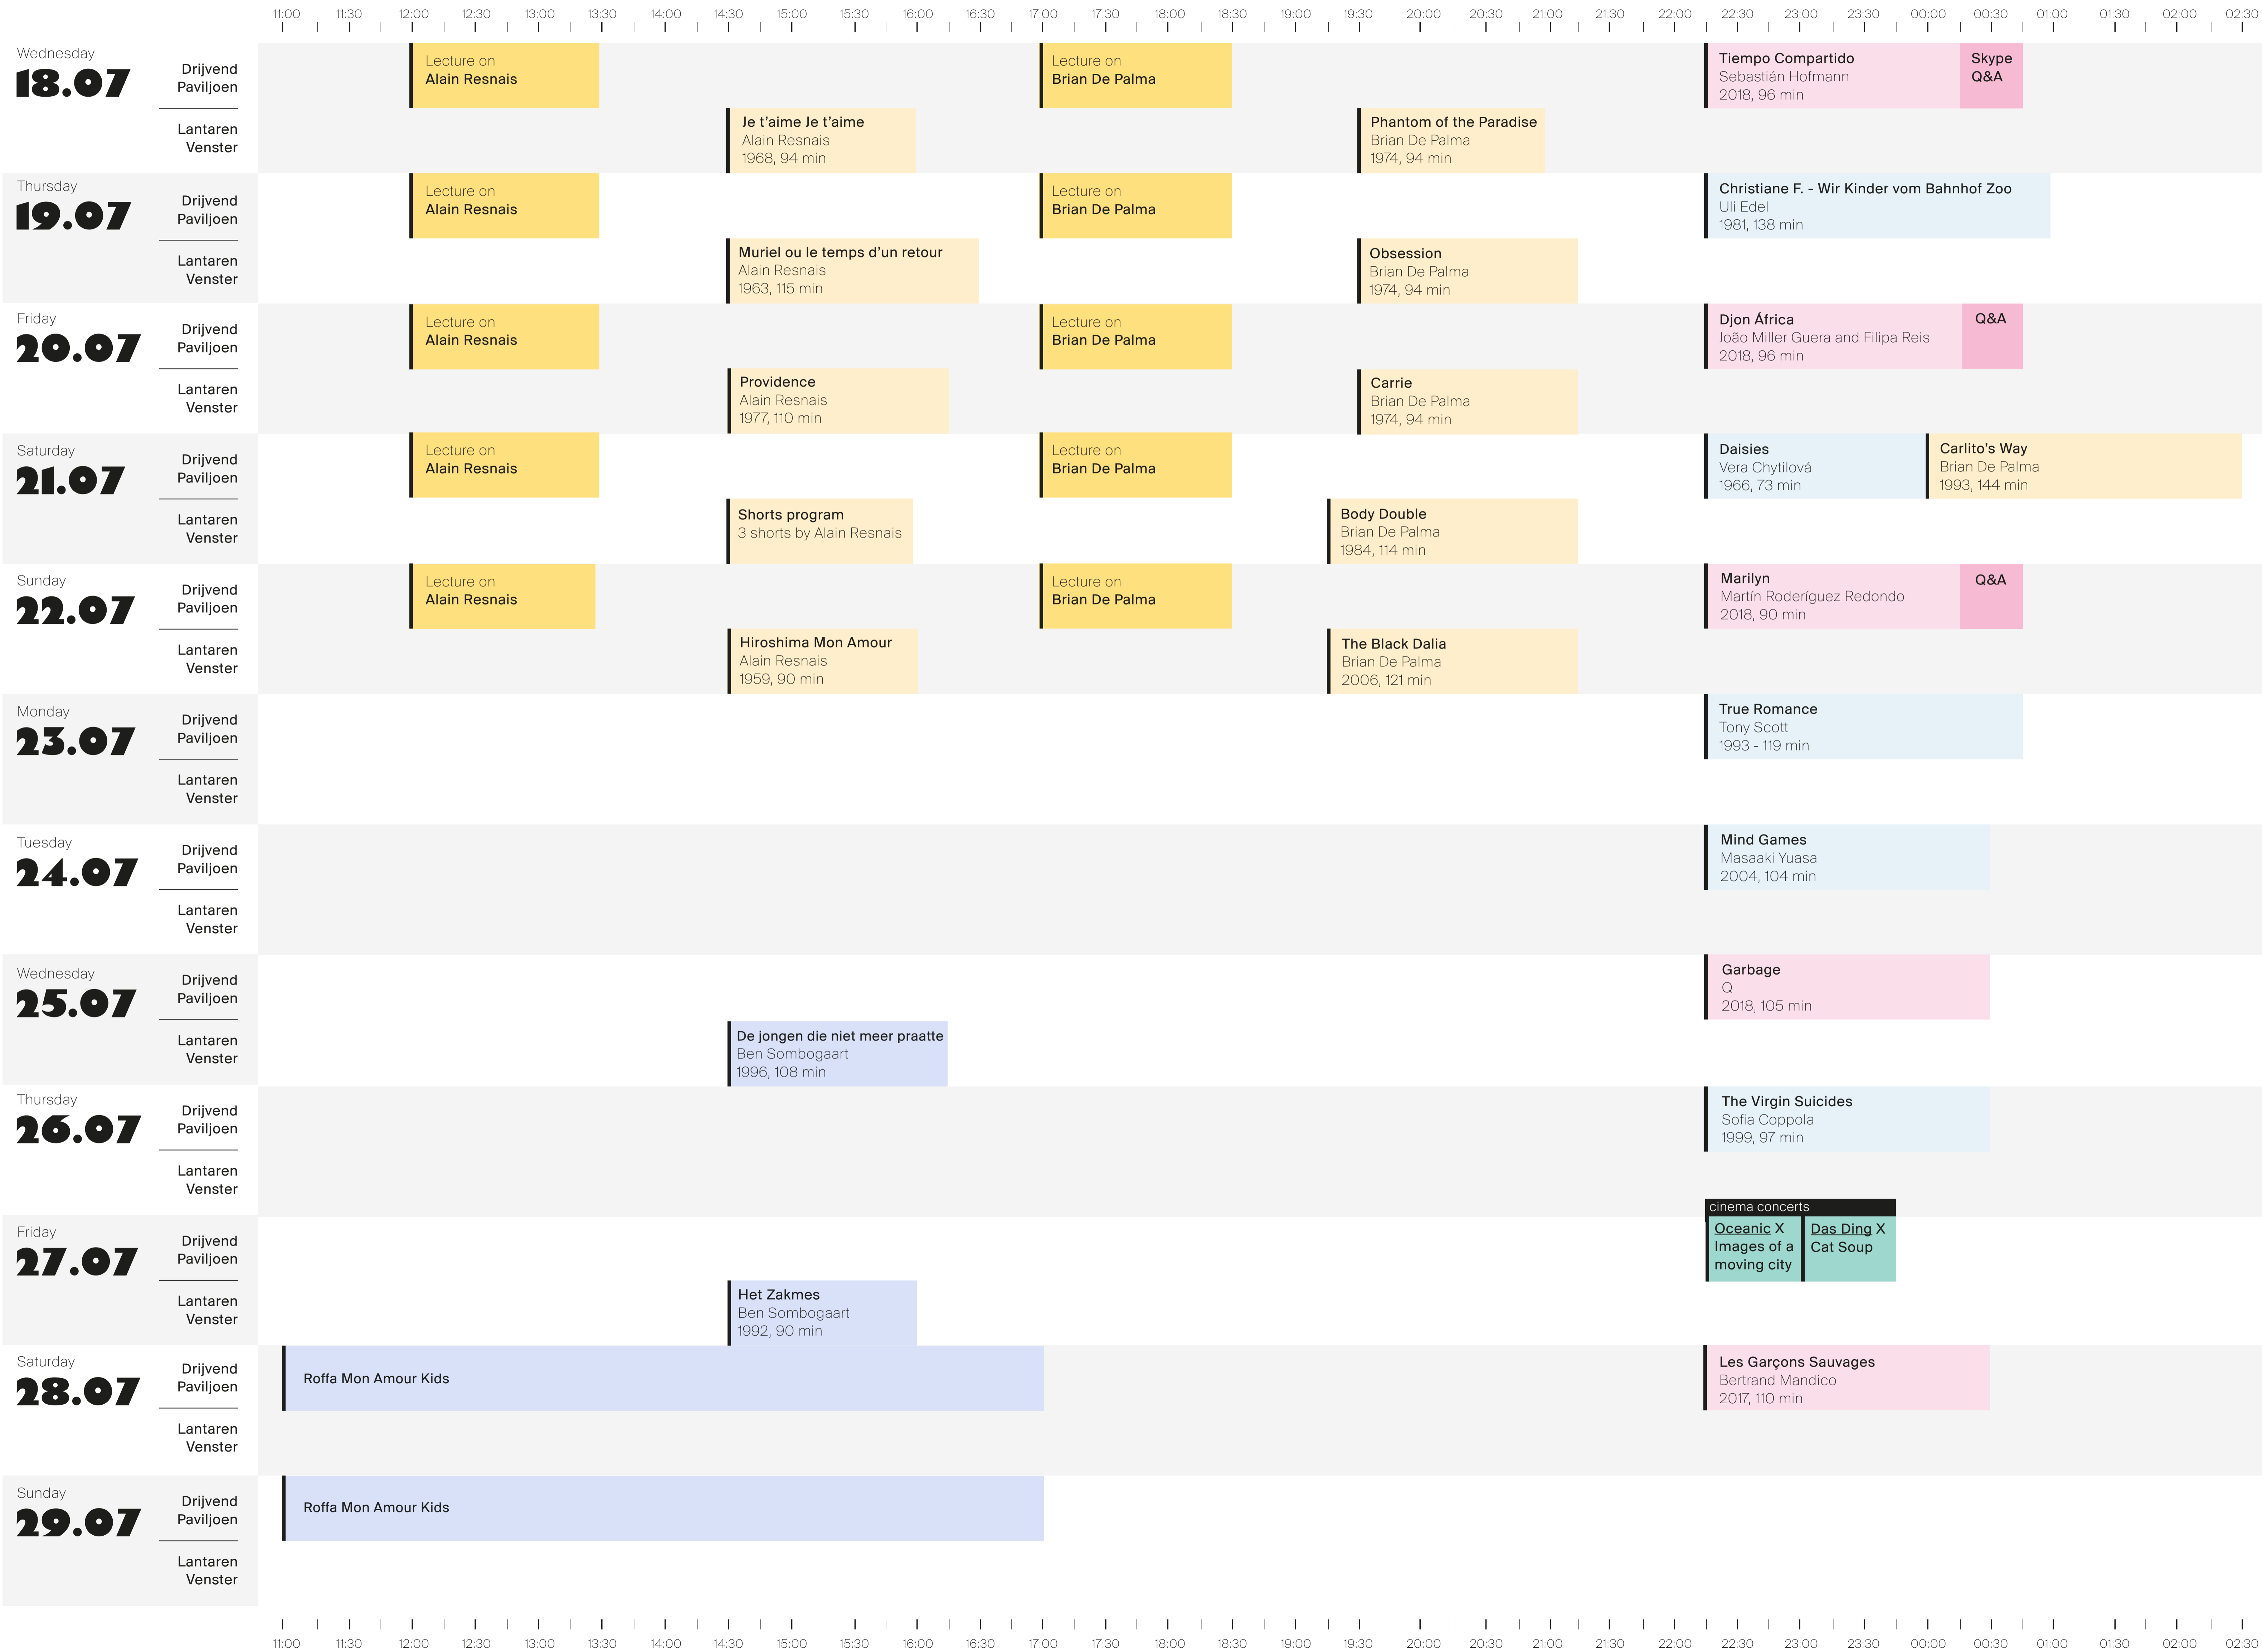 11:00 11:30 12:00 12:30 13:00 13:30 14:00 14:30 15:00 15:30 16:00 16:30 17:00 17:30 18:00 18:30 19:00 19:30 20:00 20:30 21:00 21:30 22:00 22:30 23:00 23:30 00:00 00:30 01:00 01:30 02:00 02:30
Wednesday
18.07
Drijvend
Paviljoen
Lantaren
Venster
Lecture on
Alain Resnais
Je t’aime Je t’aime
Alain Resnais
1968, 94 min
Lecture on
Brian De Palma
Phantom of the Paradise
Brian De Palma
1974, 94 min
Tiempo Compartido
Sebastián Hofmann
2018, 96 min
Skype
Q&A
Thursday
19.07
Drijvend
Paviljoen
Lantaren
Venster
Lecture on
Alain Resnais
Muriel ou le temps d’un retour
Alain Resnais
1963, 115 min
Lecture on
Brian De Palma
Obsession
Brian De Palma
1974, 94 min
Christiane F. - Wir Kinder vom Bahnhof Zoo
Uli Edel
1981, 138 min
Friday
20.07
Drijvend
Paviljoen
Lantaren
Venster
Lecture on
Alain Resnais
Providence
Alain Resnais
1977, 110 min
Lecture on
Brian De Palma
Carrie
Brian De Palma
1974, 94 min
Djon África
João Miller Guera and Filipa Reis
2018, 96 min
Q&A
Saturday
21.07
Drijvend
Paviljoen
Lantaren
Venster
Lecture on
Alain Resnais
Shorts program
3 shorts by Alain Resnais
Lecture on
Brian De Palma
Body Double
Brian De Palma
1984, 114 min
Daisies
Vera Chytilová
1966, 73 min
Carlito’s Way
Brian De Palma
1993, 144 min
Sunday
22.07
Drijvend
Paviljoen
Lantaren
Venster
Lecture on
Alain Resnais
Hiroshima Mon Amour
Alain Resnais
1959, 90 min
Lecture on
Brian De Palma
The Black Dalia
Brian De Palma
2006, 121 min
Marilyn
Martín Roderíguez Redondo
2018, 90 min
Q&A
Monday
23.07
Drijvend
Paviljoen
Lantaren
Venster
True Romance
Tony Scott
1993 - 119 min
Tuesday
24.07
Drijvend
Paviljoen
Lantaren
Venster
Mind Games
Masaaki Yuasa
2004, 104 min
Wednesday
25.07
Drijvend
Paviljoen
Lantaren
Venster
De jongen die niet meer praatte
Ben Sombogaart
1996, 108 min
Garbage
Q
2018, 105 min
Thursday
26.07
Drijvend
Paviljoen
Lantaren
Venster
The Virgin Suicides
Sofia Coppola
1999, 97 min
Friday
27.07
Drijvend
Paviljoen
Lantaren
Venster
Het Zakmes
Ben Sombogaart
1992, 90 min
cinema concerts
Oceanic X
Images of a
moving city
Das Ding X
Cat Soup
Saturday
28.07
Drijvend
Paviljoen
Lantaren
Venster
Roffa Mon Amour Kids
Les Garçons Sauvages
Bertrand Mandico
2017, 110 min
Sunday
29.07
Drijvend
Paviljoen
Lantaren
Venster
Roffa Mon Amour Kids
11:00 11:30 12:00 12:30 13:00 13:30 14:00 14:30 15:00 15:30 16:00 16:30 17:00 17:30 18:00 18:30 19:00 19:30 20:00 20:30 21:00 21:30 22:00 22:30 23:00 23:30 00:00 00:30 01:00 01:30 02:00 02:30